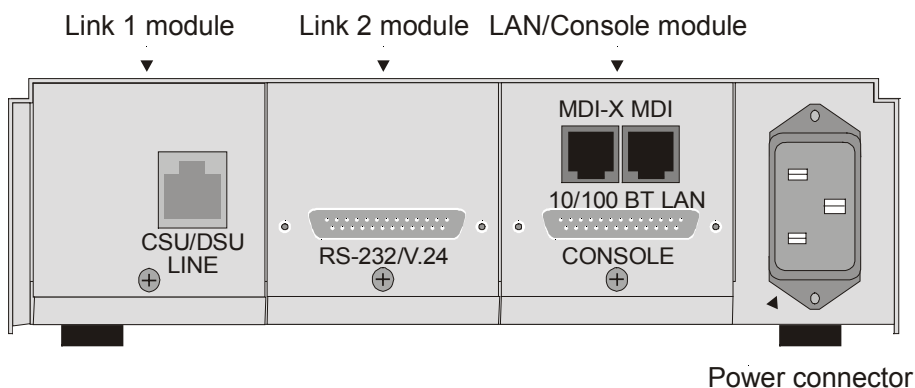 Link 1 module
Link 2 module
LAN/Console module
MDI-X MDI
10/100 BT LAN
CSU/DSU
LINE
RS-232/V.24
CONSOLE
Power connector